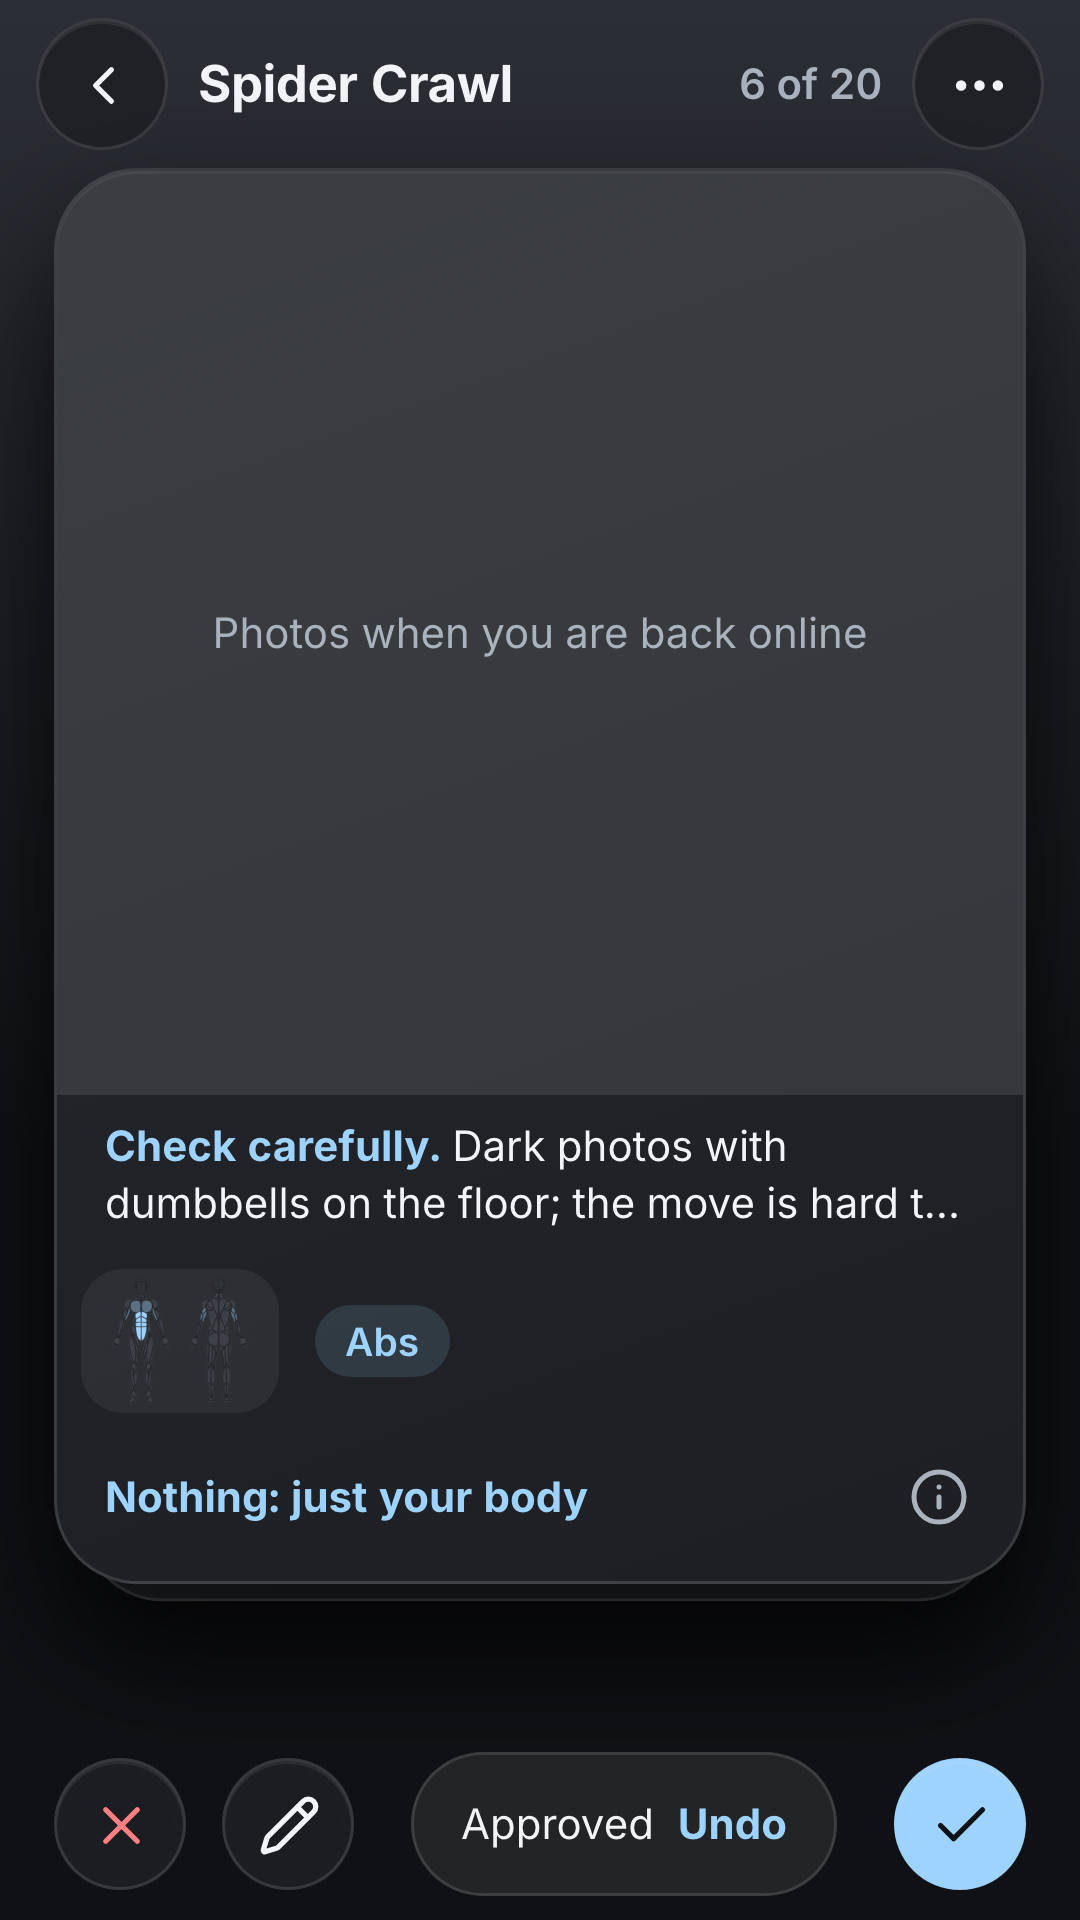 Spider Crawl
6 of 20
Photos when you are back online
Check carefully. Dark photos with
dumbbells on the floor; the move is hard t...
Abs
Nothing: just your body
Approved Undo